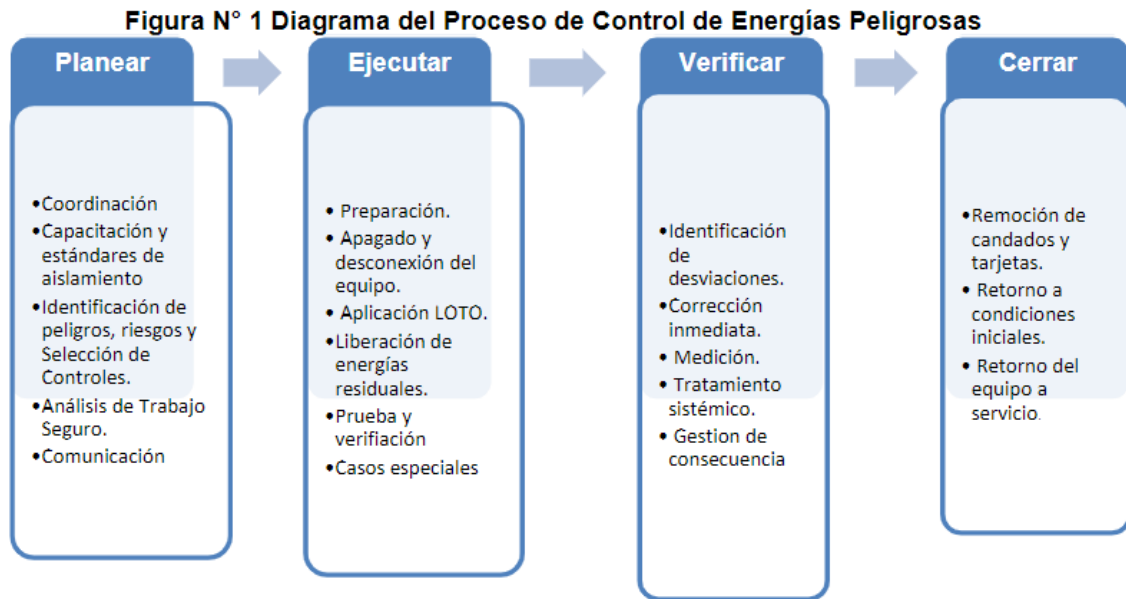 Figura N° 1 Diagrama del Proceso de Control de Energías Peligrosas
Planear
•Coordinación
•Capacitación y
estándares de
aislamiento
•Identificación de
peligros, riesgos y
Selección de
Controles.
•Análisis de Trabajo
Seguro.
•Comunicación
Ejecutar
• Preparación.
• Apagado y
desconexión del
equipo.
• Aplicación LOTO.
•Liberación de
energías
residuales.
•Prueba y
verifiación
•Casos especiales
Verificar
•Identificación
de
desviaciones.
•Corrección
inmediata.
• Medición.
• Tratamiento
sistémico.
• Gestion de
consecuencia
Cerrar
•Remoción de
candados y
tarjetas.
• Retorno a
condiciones
iniciales.
• Retorno del
equipo a
servicio.